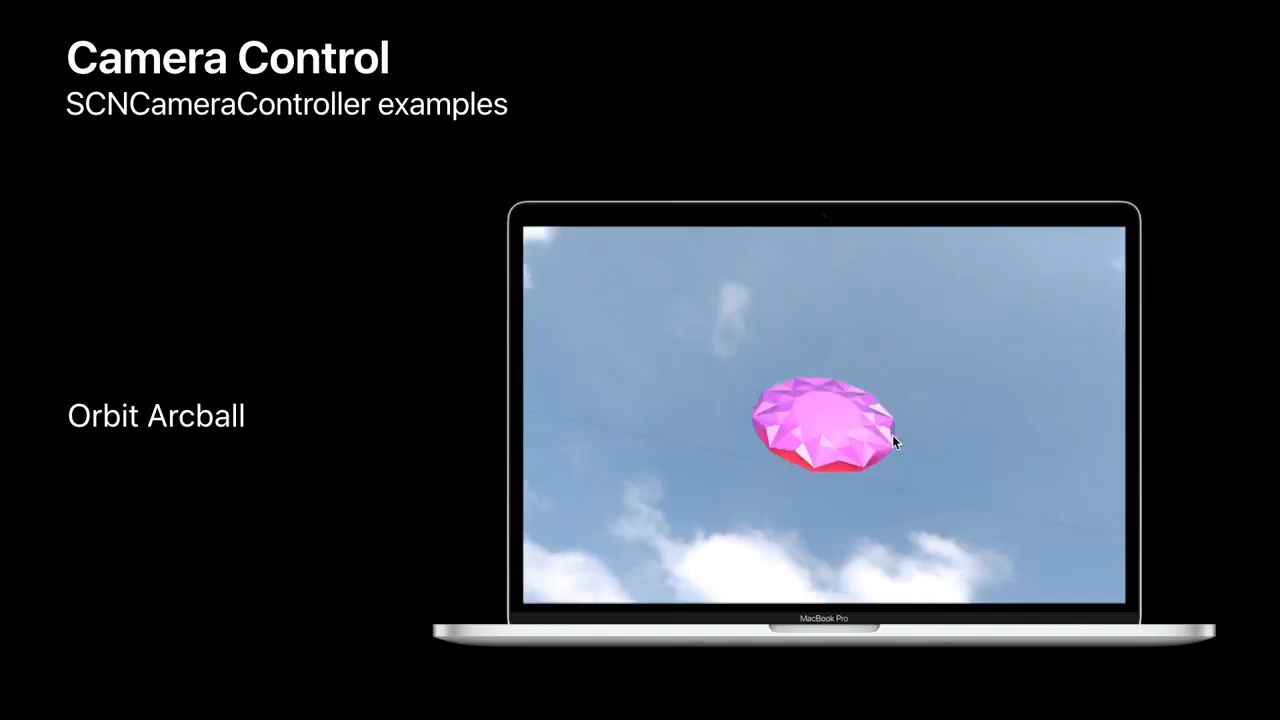 Camera Control
SCNCameraController examples
Orbit Arcball
MacBook Pro